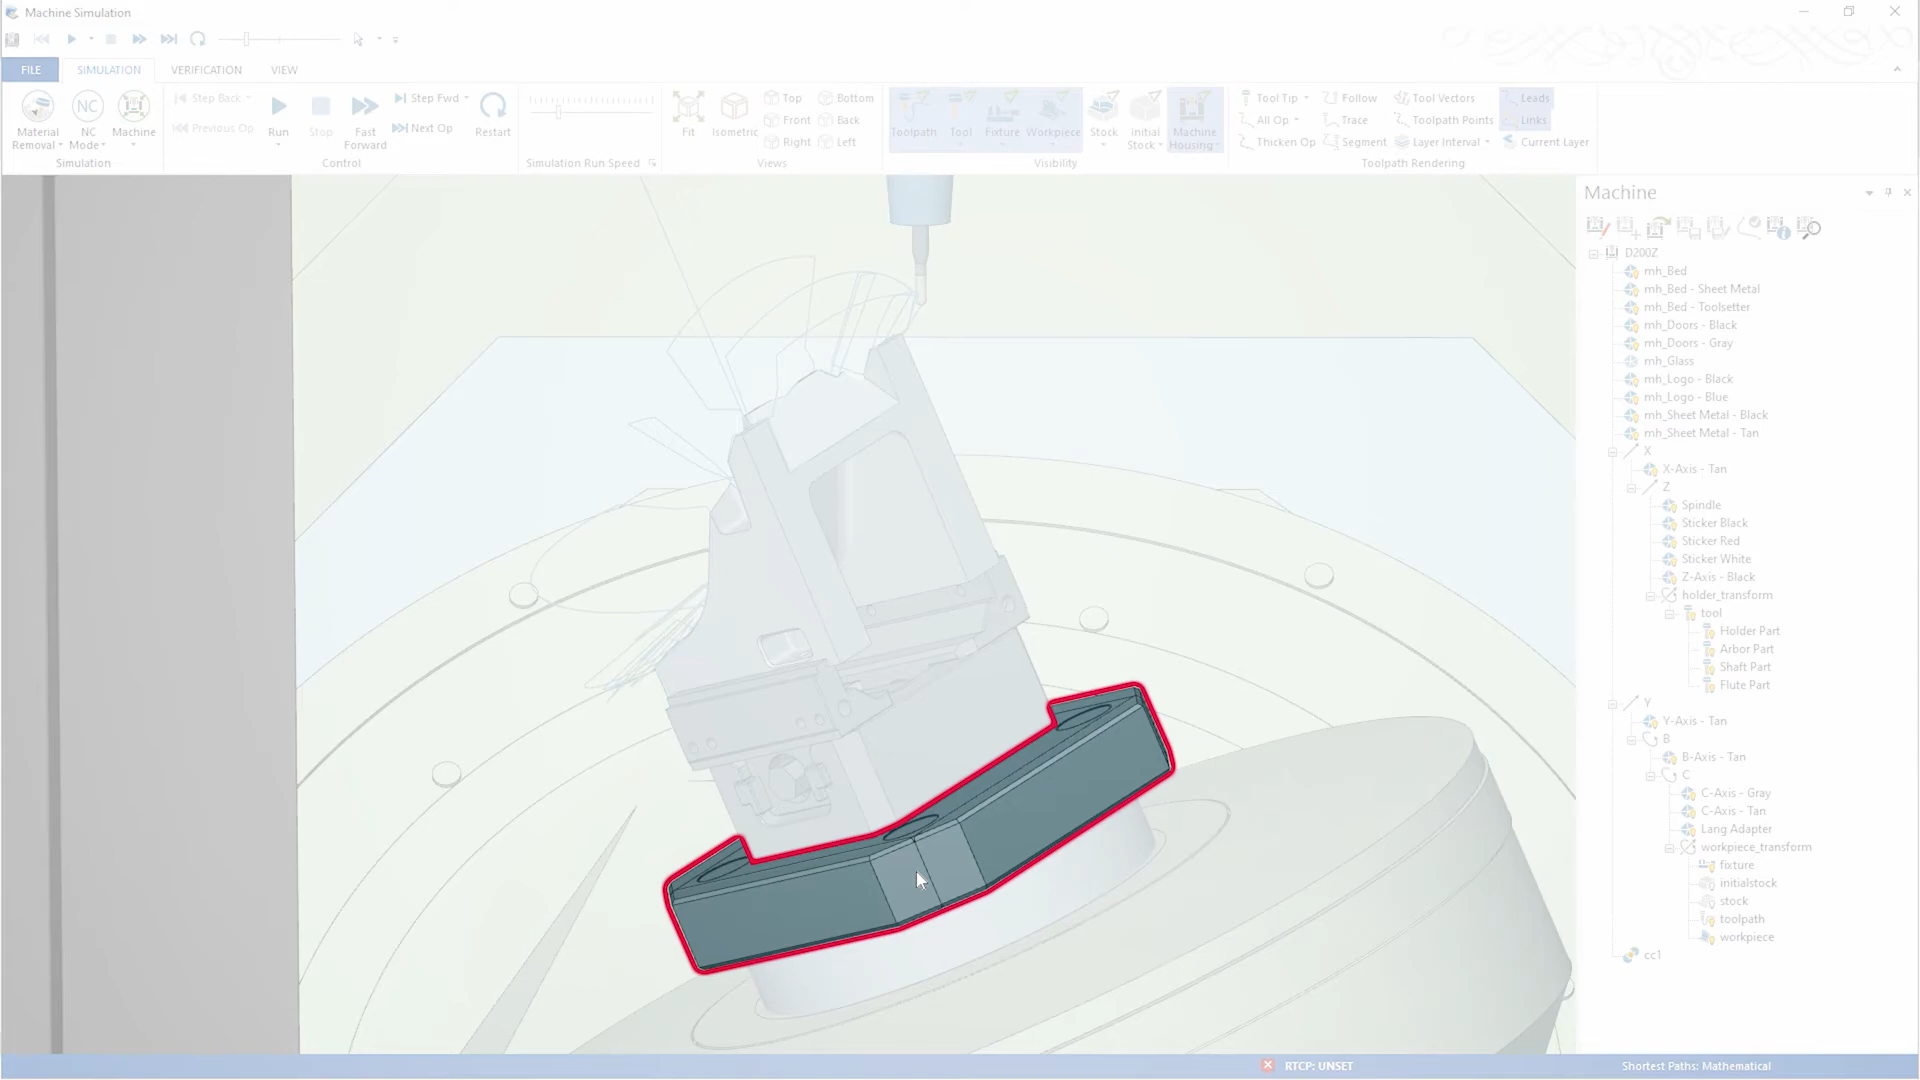 Machine Simulation
FILE SIMULATION VERIFICATION VIEW
Material Removal
NC Mode
Machine
Simulation
Step Back
Previous Op
Run
Stop
Fast Forward
Step Fwd
Next Op
Restart
Control
Simulation Run Speed
Fit
Isometric
Top
Front
Right
Bottom
Back
Left
Views
Toolpath
Tool
Fixture
Workpiece
Stock
Initial Stock
Machine Housing
Visibility
Tool Tip
All Op
Thicken Op
Follow
Trace
Segment
Tool Vectors
Toolpath Points
Layer Interval
Leads
Links
Current Layer
Toolpath Rendering
Machine
D200Z
mh_Bed
mh_Bed - Sheet Metal
mh_Bed - Toolsetter
mh_Doors - Black
mh_Doors - Gray
mh_Glass
mh_Logo - Black
mh_Logo - Blue
mh_Sheet Metal - Black
mh_Sheet Metal - Tan
X
X-Axis - Tan
Z
Spindle
Sticker Black
Sticker Red
Sticker White
Z-Axis - Black
holder_transform
tool
Holder Part
Arbor Part
Shaft Part
Flute Part
Y
Y-Axis - Tan
B
B-Axis - Tan
C
C-Axis - Gray
C-Axis - Tan
Lang Adapter
workpiece_transform
fixture
initialstock
stock
toolpath
workpiece
cc1
RTCP: UNSET
Shortest Paths: Mathematical